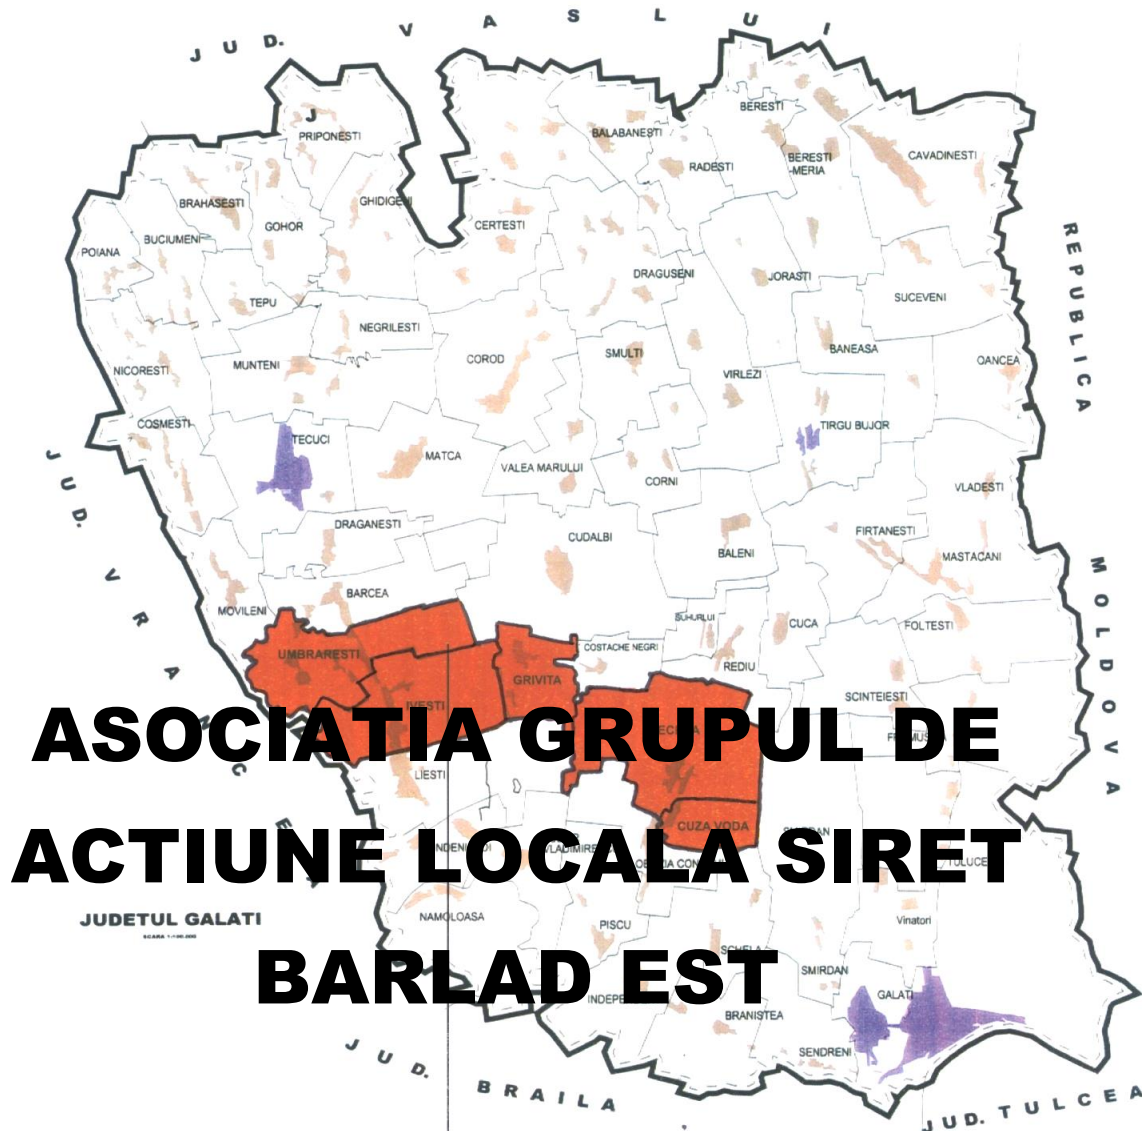 JUD. VASLUI
J
PRIPONESTI
BERESTI
BALABANESTI
RADESTI
BERESTI
-MERIA
CAVADINESTI
BRAHASESTI
GHIDIGENI
GOHOR
CERTESTI
BUCIUMENI
POIANA
REPUBLICA
DRAGUSENI
JORASTI
SUCEVENI
TEPU
NEGRILESTI
COROD
SMULTI
BANEASA
OANCEA
NICORESTI
MUNTENI
VIRLEZI
COSMESTI
TECUCI
TIRGU BUJOR
MATCA
VALEA MARULUI
CORNI
VLADESTI
JUD. VRANCEA
DRAGANESTI
CUDALBI
BALENI
FIRTANESTI
MASTACANI
MOLDOVA
MOVILENI
BARCEA
SUHURLUI
CUCA
FOLTESTI
UMBRARESTI
COSTACHE NEGRI
REDIU
GRIVITA
SCINTEIESTI
IVESTI
ASOCIATIA GRUPUL DE
LIESTI
CUZA VODA
ACTIUNE LOCALA SIRET
JUDETUL GALATI
NAMOLOASA
PISCU
Vinatori
SCHELA
BARLAD EST
SMIRDAN
GALATI
BRANISTEA
SENDRENI
JUD. BRAILA
JUD. TULCEA